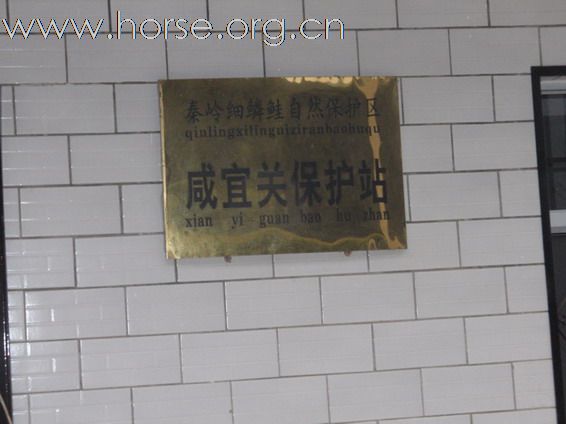 www.horse.org.cn
秦岭细鳞鲑自然保护区
qinlingxilinguiziranbaohuqu
咸宜关保护站
xian yi guan bao hu zhan